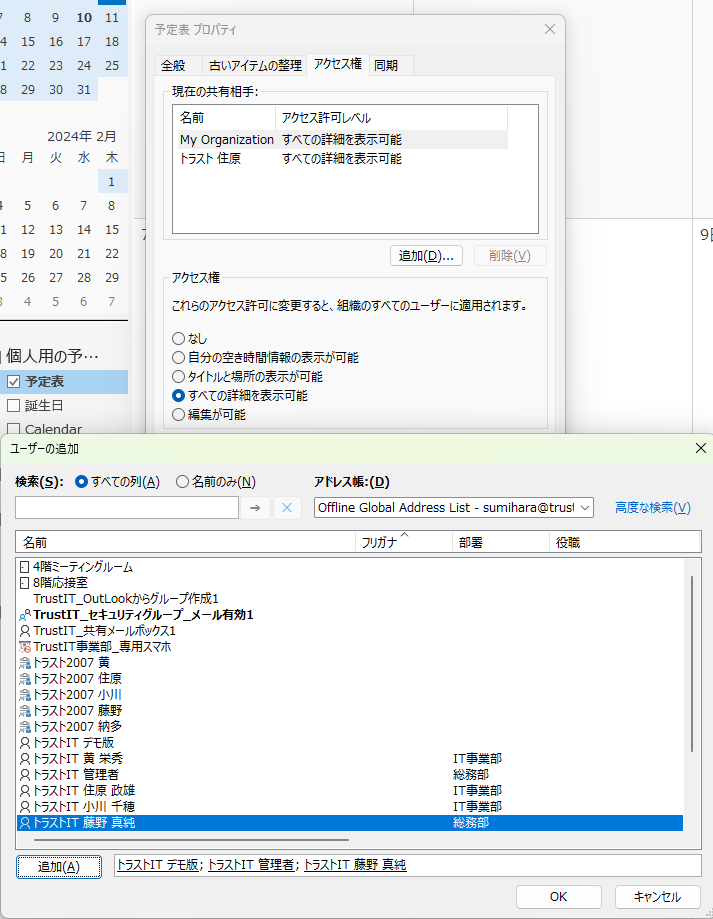 7 8 9 10 11
14 15 16 17 18
21 22 23 24 25
28 29 30 31
2024年 2月
日 月 火 水 木
1
4 5 6 7 8
11 12 13 14 15
18 19 20 21 22
25 26 27 28 29
3 4 5 6 7
個人用の予…
予定表
誕生日
Calendar
7
9日
予定表 プロパティ
全般 古いアイテムの整理 アクセス権 同期
現在の共有相手:
名前 アクセス許可レベル
My Organization すべての詳細を表示可能
トラスト 住原 すべての詳細を表示可能
追加(D)... 削除(V)
アクセス権
これらのアクセス許可に変更すると、組織のすべてのユーザーに適用されます。
なし
自分の空き時間情報の表示が可能
タイトルと場所の表示が可能
すべての詳細を表示可能
編集が可能
ユーザーの追加
検索(S): すべての列(A) 名前のみ(N) アドレス帳:(D)
Offline Global Address List - sumihara@trust 高度な検索(V)
名前 フリガナ 部署 役職
4階ミーティングルーム
8階応接室
TrustIT_OutLookからグループ作成1
TrustIT_セキュリティグループ_メール有効1
TrustIT_共有メールボックス1
TrustIT事業部_専用スマホ
トラスト2007 黄
トラスト2007 住原
トラスト2007 小川
トラスト2007 藤野
トラスト2007 納多
トラストIT デモ版
トラストIT 黄 栄秀 IT事業部
トラストIT 管理者 総務部
トラストIT 住原 政雄 IT事業部
トラストIT 小川 千穂 IT事業部
トラストIT 藤野 真純 総務部
追加(A) トラストIT デモ版; トラストIT 管理者; トラストIT 藤野 真純
OK キャンセル